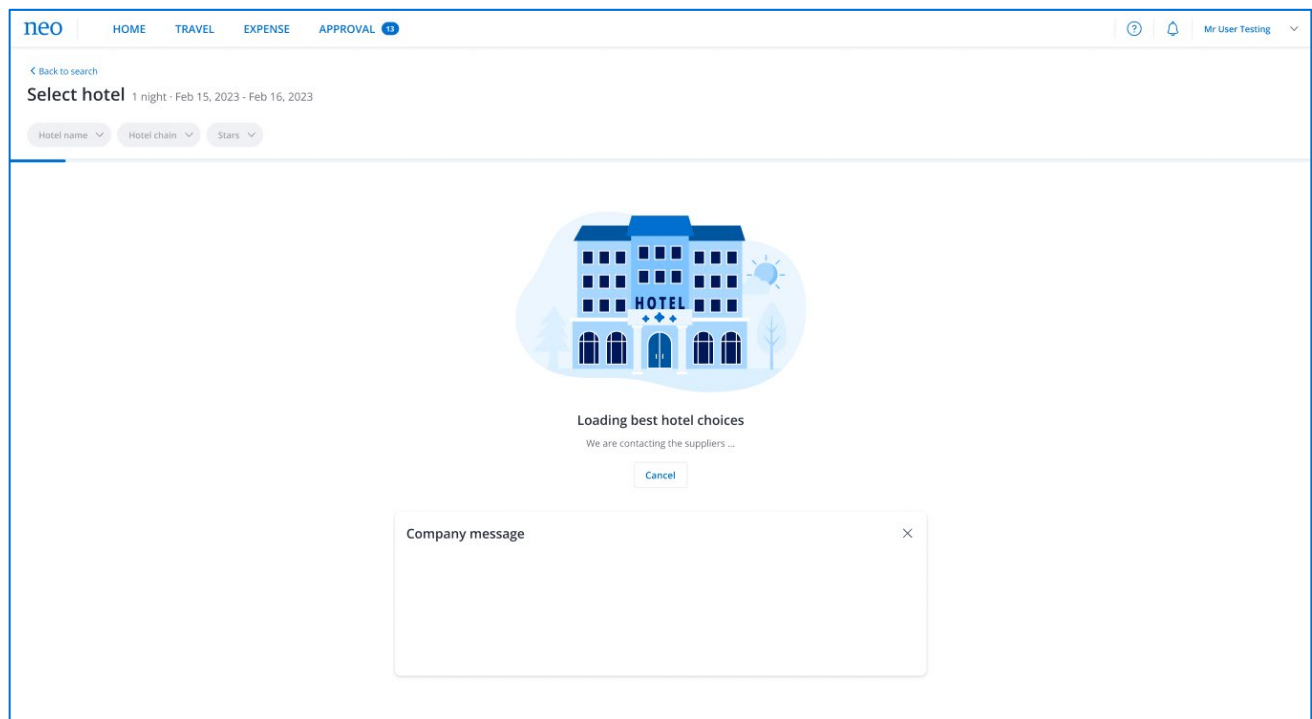 neo HOME TRAVEL EXPENSE APPROVAL 13 Mr User Testing
Back to search
Select hotel 1 night · Feb 15, 2023 - Feb 16, 2023
Hotel name Hotel chain Stars
HOTEL
Loading best hotel choices
We are contacting the suppliers ...
Cancel
Company message